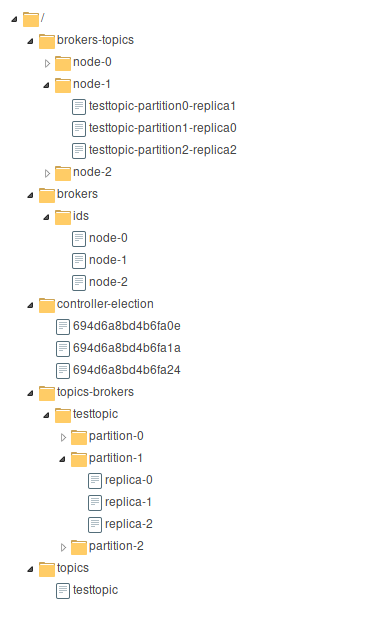 /
brokers-topics
node-0
node-1
testtopic-partition0-replica1
testtopic-partition1-replica0
testtopic-partition2-replica2
node-2
brokers
ids
node-0
node-1
node-2
controller-election
694d6a8bd4b6fa0e
694d6a8bd4b6fa1a
694d6a8bd4b6fa24
topics-brokers
testtopic
partition-0
partition-1
replica-0
replica-1
replica-2
partition-2
topics
testtopic